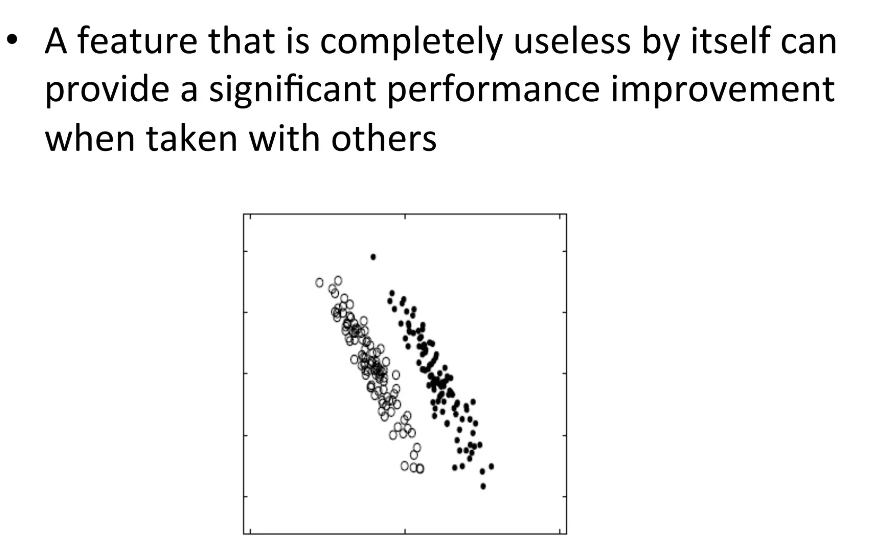 • A feature that is completely useless by itself can
provide a significant performance improvement
when taken with others